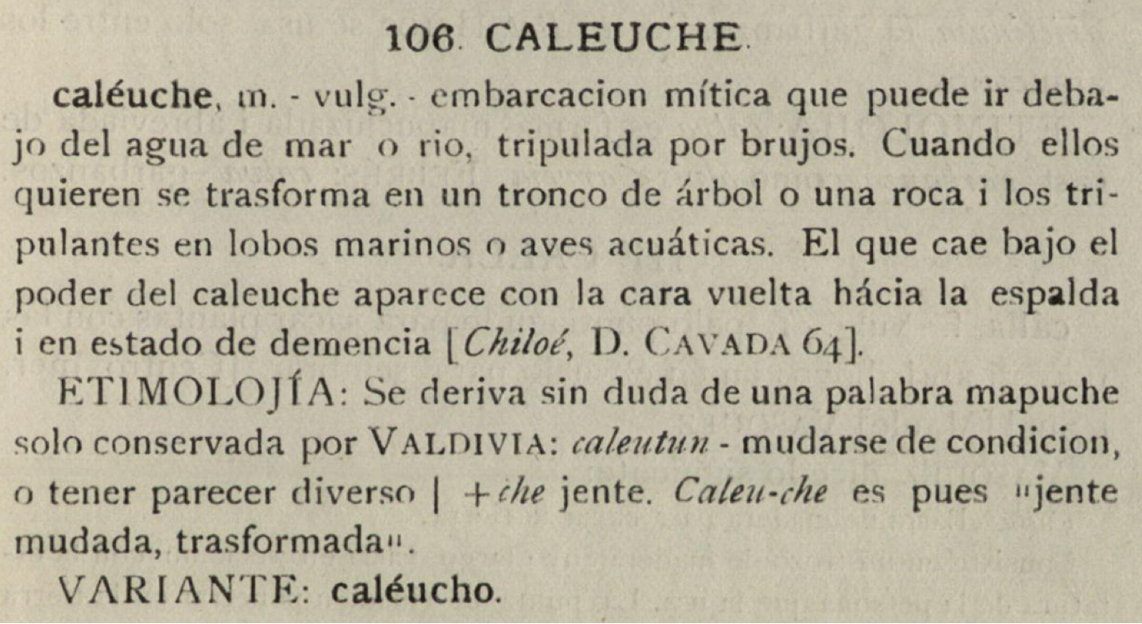 106. CALEUCHE.
caléuche, m. - vulg. - embarcacion mítica que puede ir deba-
jo del agua de mar o rio, tripulada por brujos. Cuando ellos
quieren se trasforma en un tronco de árbol o una roca i los tri-
pulantes en lobos marinos o aves acuáticas. El que cae bajo el
poder del caleuche aparece con la cara vuelta hácia la espalda
i en estado de demencia [Chiloé, D. CAVADA 64].
ETIMOLOJÍA: Se deriva sin duda de una palabra mapuche
solo conservada por VALDIVIA: caleutun - mudarse de condicion,
o tener parecer diverso | + che jente. Caleu-che es pues "jente
mudada, trasformada".
VARIANTE: caléucho.